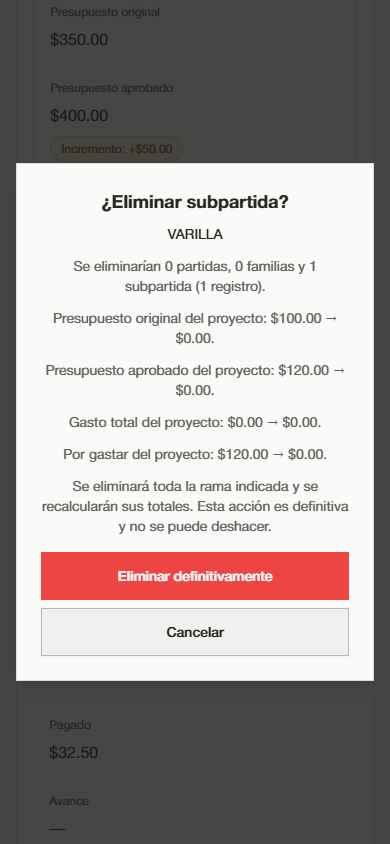 Presupuesto original
$350.00
Presupuesto aprobado
$400.00
Incremento: +$50.00
¿Eliminar subpartida?
VARILLA
Se eliminarían 0 partidas, 0 familias y 1
subpartida (1 registro).
Presupuesto original del proyecto: $100.00 →
$0.00.
Presupuesto aprobado del proyecto: $120.00 →
$0.00.
Gasto total del proyecto: $0.00 → $0.00.
Por gastar del proyecto: $120.00 → $0.00.
Se eliminará toda la rama indicada y se
recalcularán sus totales. Esta acción es definitiva
y no se puede deshacer.
Eliminar definitivamente
Cancelar
Pagado
$32.50
Avance
—